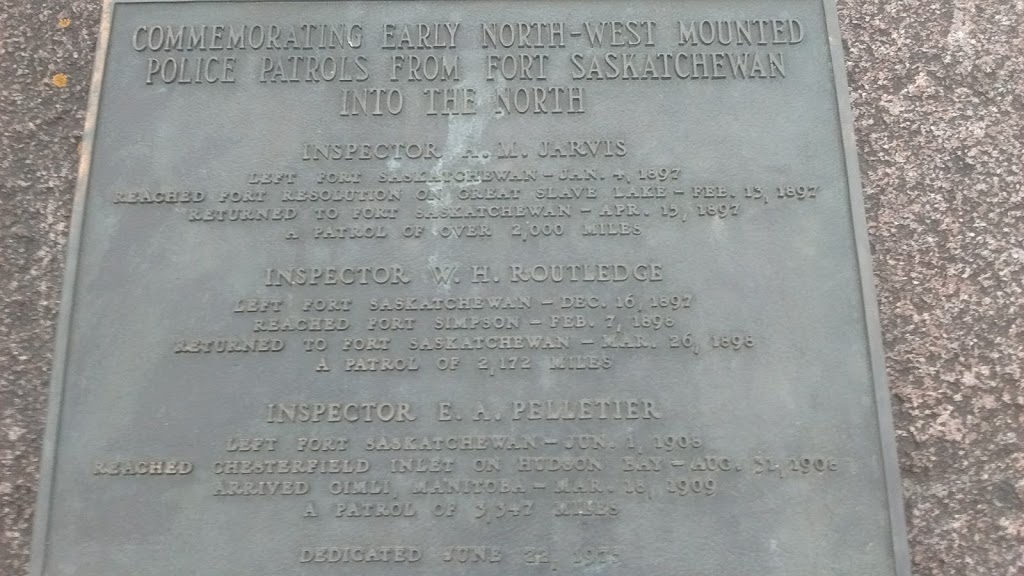 COMMEMORATING EARLY NORTH-WEST MOUNTED
POLICE PATROLS FROM FORT SASKATCHEWAN
INTO THE NORTH
INSPECTOR A. M. JARVIS
LEFT FORT SASKATCHEWAN - JAN. 4, 1897
REACHED FORT RESOLUTION ON GREAT SLAVE LAKE - FEB. 13, 1897
RETURNED TO FORT SASKATCHEWAN - APR. 15, 1897
A PATROL OF OVER 2,000 MILES
INSPECTOR W. H. ROUTLEDGE
LEFT FORT SASKATCHEWAN - DEC. 16, 1897
REACHED FORT SIMPSON - FEB. 7, 1898
RETURNED TO FORT SASKATCHEWAN - MAR. 26, 1898
A PATROL OF 2,172 MILES
INSPECTOR E. A. PELLETIER
LEFT FORT SASKATCHEWAN - JUN. 1, 1908
REACHED CHESTERFIELD INLET ON HUDSON BAY - AUG. 31, 1908
ARRIVED GIMLI, MANITOBA - MAR. 18, 1909
A PATROL OF 3,347 MILES
DEDICATED JUNE 22,